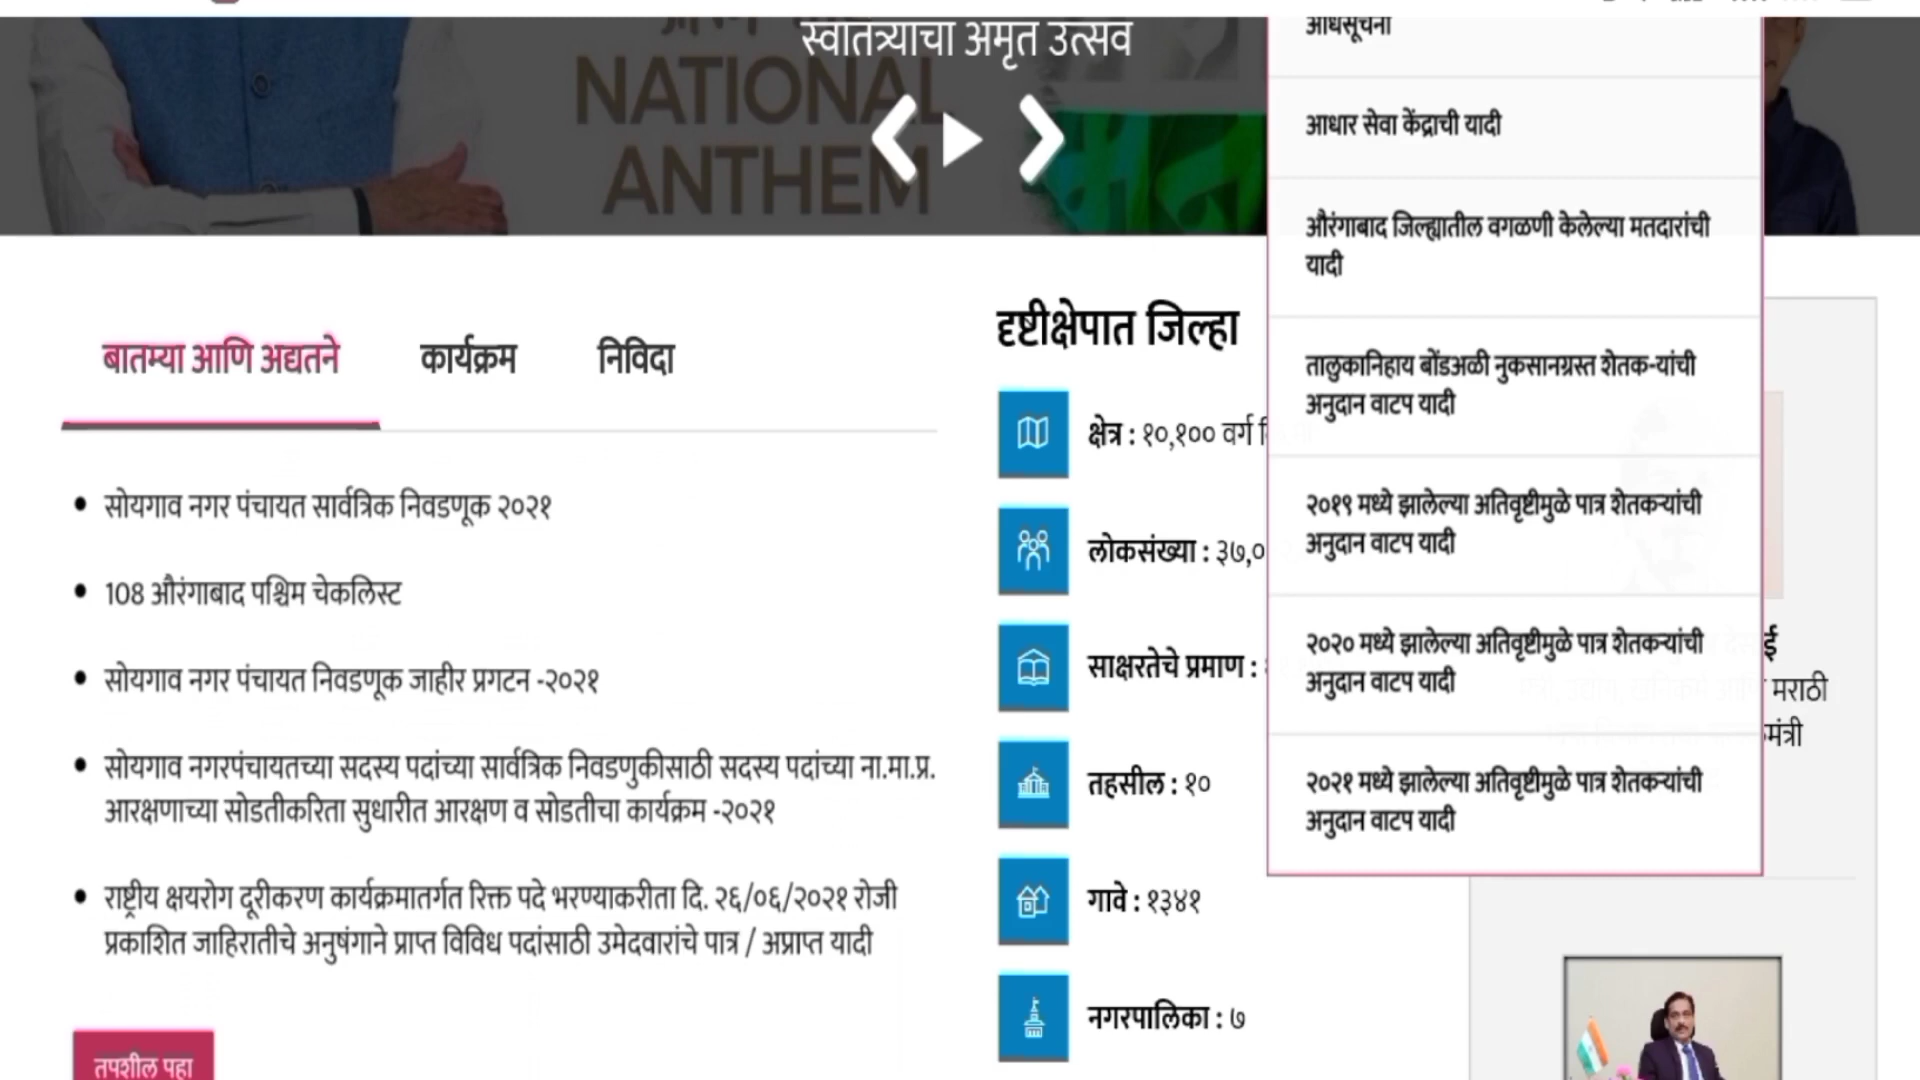 स्वातंत्र्याचा अमृत उत्सव
NATIONAL
ANTHEM
बातम्या आणि अद्यतने
कार्यक्रम
निविदा
सोयगाव नगर पंचायत सार्वत्रिक निवडणूक २०२१
108 औरंगाबाद पश्चिम चेकलिस्ट
सोयगाव नगर पंचायत निवडणूक जाहीर प्रगटन -२०२१
सोयगाव नगरपंचायतच्या सदस्य पदांच्या सार्वत्रिक निवडणुकीसाठी सदस्य पदांच्या ना.मा.प्र.
आरक्षणाच्या सोडतीकरिता सुधारीत आरक्षण व सोडतीचा कार्यक्रम -२०२१
राष्ट्रीय क्षयरोग दूरीकरण कार्यक्रमातर्गत रिक्त पदे भरण्याकरीता दि. २६/०६/२०२१ रोजी
प्रकाशित जाहिरातीचे अनुषंगाने प्राप्त विविध पदांसाठी उमेदवारांचे पात्र / अप्राप्त यादी
तपशील पहा
दृष्टीक्षेपात जिल्हा
क्षेत्र : १०,१०० वर्ग
लोकसंख्या : ३७,०
साक्षरतेचे प्रमाण :
तहसील : १०
गावे : १३४१
नगरपालिका : ७
अधिसूचना
आधार सेवा केंद्राची यादी
औरंगाबाद जिल्ह्यातील वगळणी केलेल्या मतदारांची
यादी
तालुकानिहाय बोंडअळी नुकसानग्रस्त शेतक-यांची
अनुदान वाटप यादी
२०१९ मध्ये झालेल्या अतिवृष्टीमुळे पात्र शेतकऱ्यांची
अनुदान वाटप यादी
२०२० मध्ये झालेल्या अतिवृष्टीमुळे पात्र शेतकऱ्यांची
अनुदान वाटप यादी
२०२१ मध्ये झालेल्या अतिवृष्टीमुळे पात्र शेतकऱ्यांची
अनुदान वाटप यादी
मराठी
मंत्री